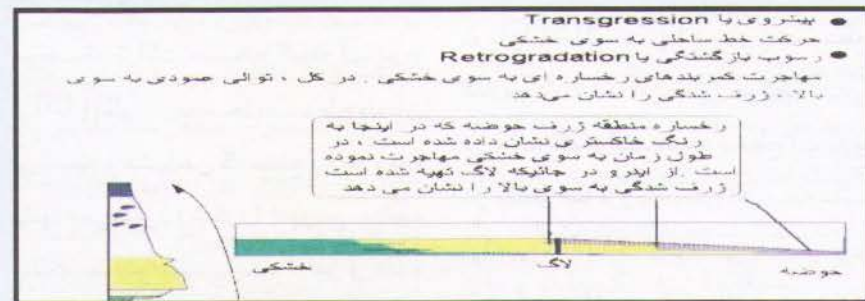 ● پیشروی یا Transgression
حرکت خط ساحلی به سوی خشکی
● رسوب بازگشتگی یا Retrogradation
مهاجرت کمربندهای رخساره ای به سوی خشکی . در کل ، توالی عمودی به سوی
بالا ، ژرف شدگی را نشان می‌دهد
رخساره منطقه ژرف حوضه که در اینجا به
رنگ خاکستری نشان داده شده است ، در
طول زمان به سوی خشکی مهاجرت نموده
است . از اینرو در جائیکه لاگ تهیه شده است
ژرف شدگی به سوی بالا را نشان می دهد
خشکی
لاگ
حوضه